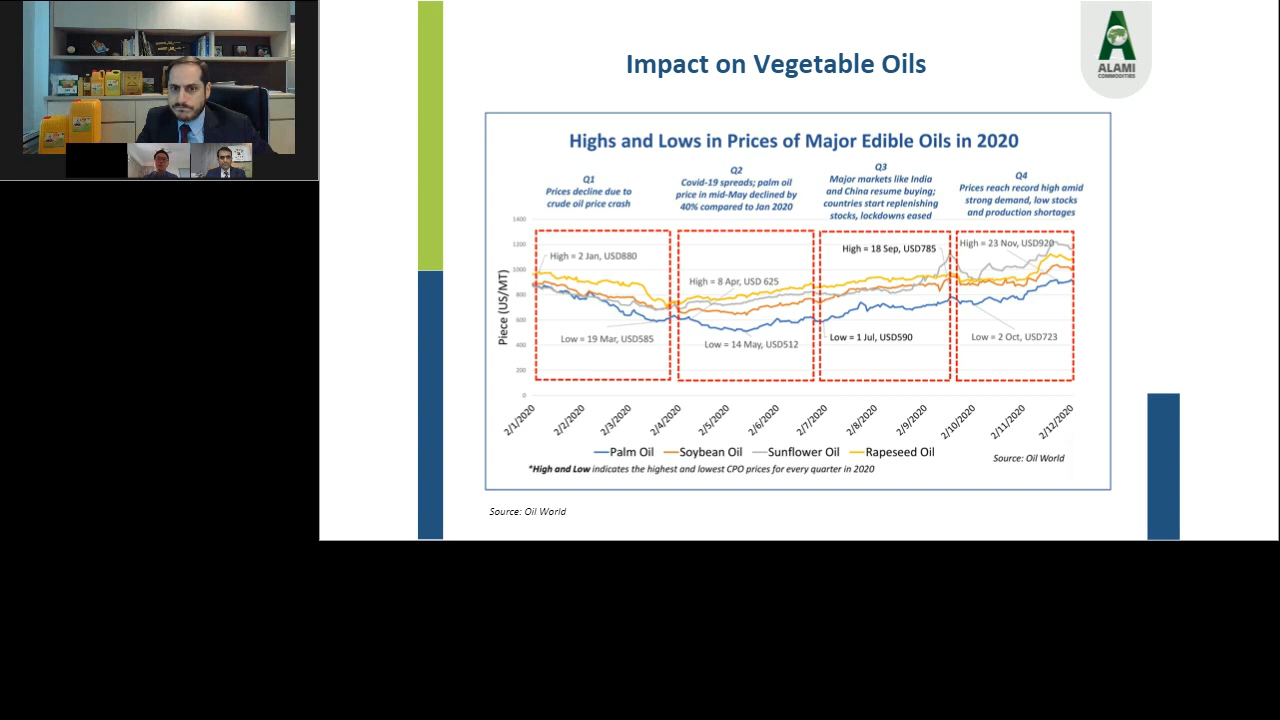 Impact on Vegetable Oils
ALAMI
COMMODITIES
Highs and Lows in Prices of Major Edible Oils in 2020
Q1
Prices decline due to
crude oil price crash
Q2
Covid-19 spreads; palm oil
price in mid-May declined by
40% compared to Jan 2020
Q3
Major markets like India
and China resume buying;
countries start replenishing
stocks, lockdowns eased
Q4
Prices reach record high amid
strong demand, low stocks
and production shortages
Piece (US/MT)
1400
1200
1000
800
600
400
200
0
High = 2 Jan, USD880
Low = 19 Mar, USD585
High = 8 Apr, USD 625
Low = 14 May, USD512
High = 18 Sep, USD785
Low = 1 Jul, USD590
High = 23 Nov, USD920
Low = 2 Oct, USD723
2/1/2020
2/2/2020
2/3/2020
2/4/2020
2/5/2020
2/6/2020
2/7/2020
2/8/2020
2/9/2020
2/10/2020
2/11/2020
2/12/2020
Palm Oil Soybean Oil Sunflower Oil Rapeseed Oil
Source: Oil World
*High and Low indicates the highest and lowest CPO prices for every quarter in 2020
Source: Oil World